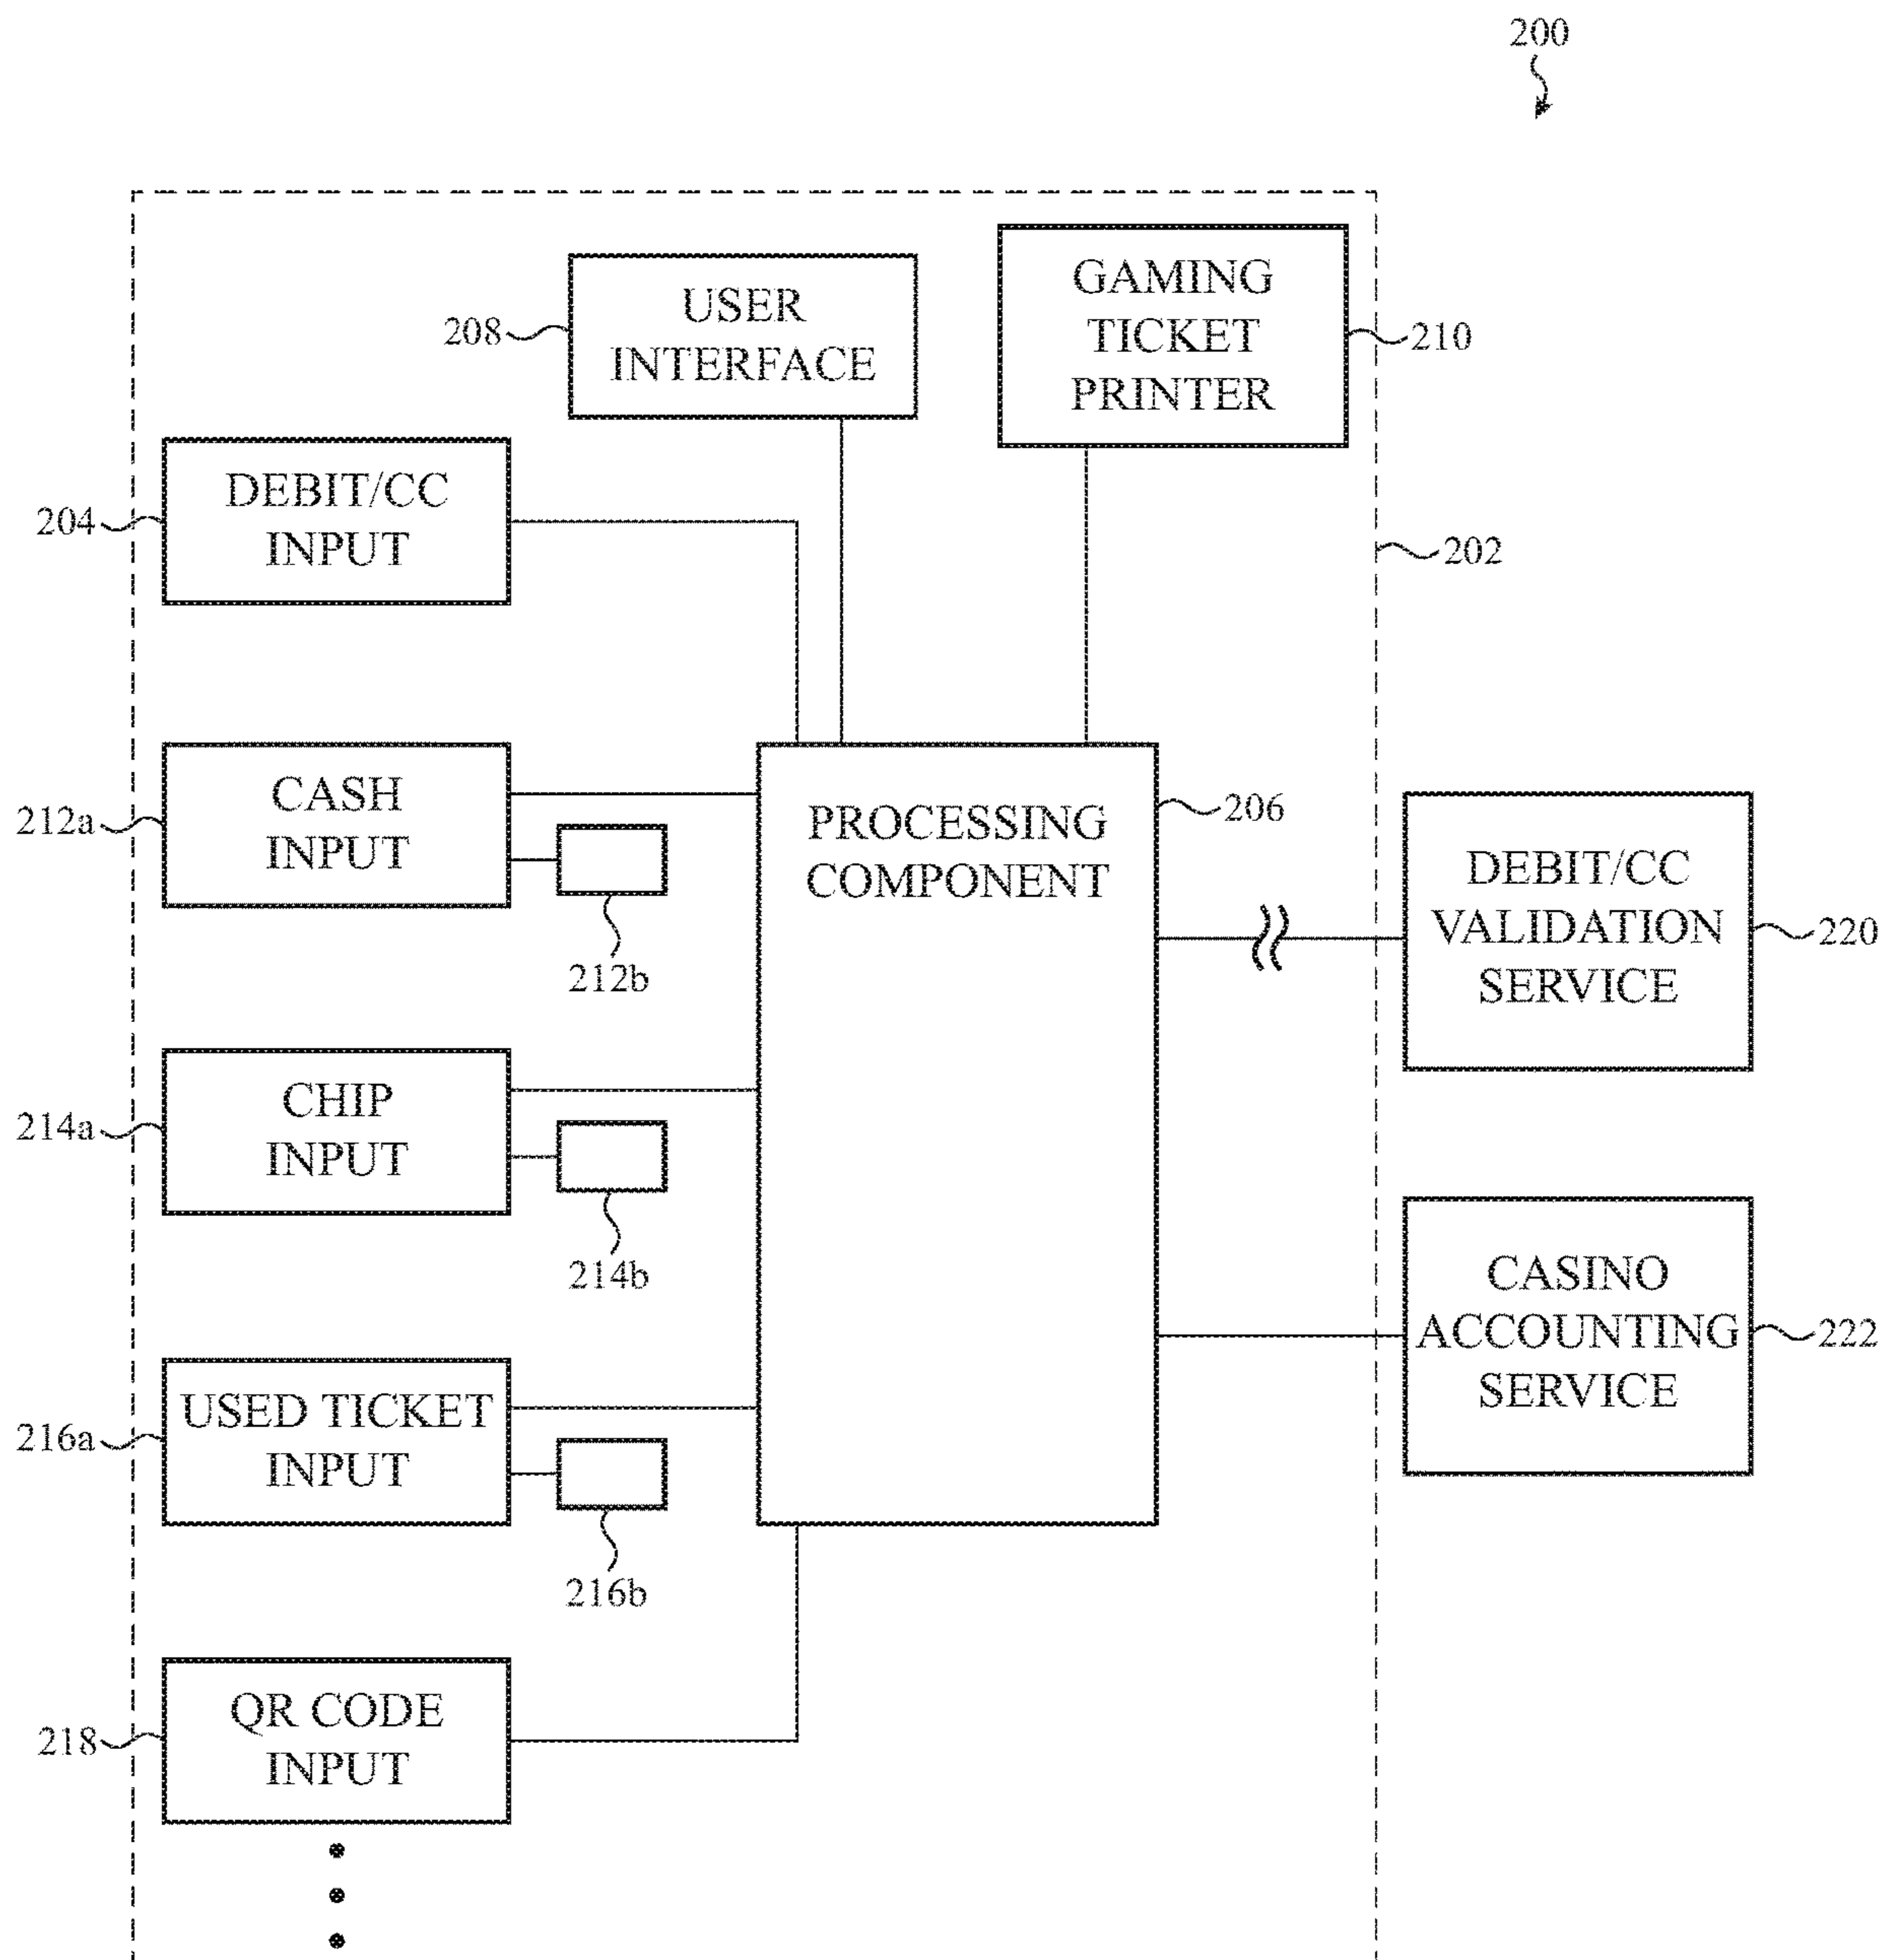 200
USER
INTERFACE
208
GAMING
TICKET
PRINTER
210
DEBIT/CC
INPUT
204
202
CASH
INPUT
212a
212b
PROCESSING
COMPONENT
206
DEBIT/CC
VALIDATION
SERVICE
220
CHIP
INPUT
214a
214b
CASINO
ACCOUNTING
SERVICE
222
USED TICKET
INPUT
216a
216b
QR CODE
INPUT
218